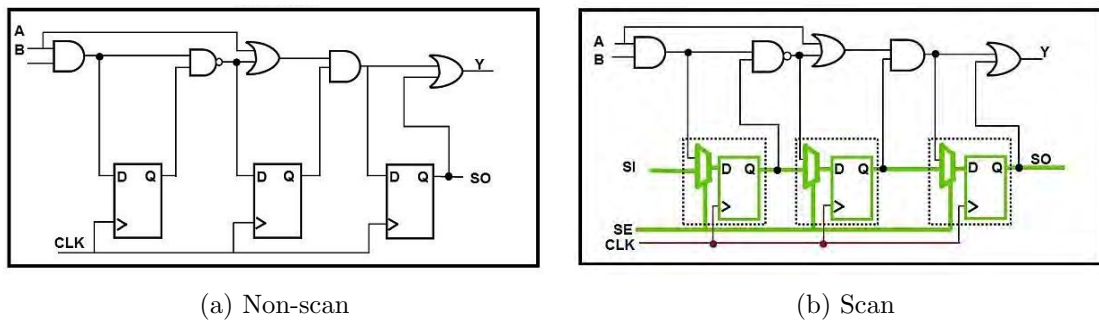 A
B
Y
D Q
D Q
D Q
SO
CLK
A
B
Y
SI
D Q
D Q
D Q
SO
SE
CLK
(a) Non-scan
(b) Scan